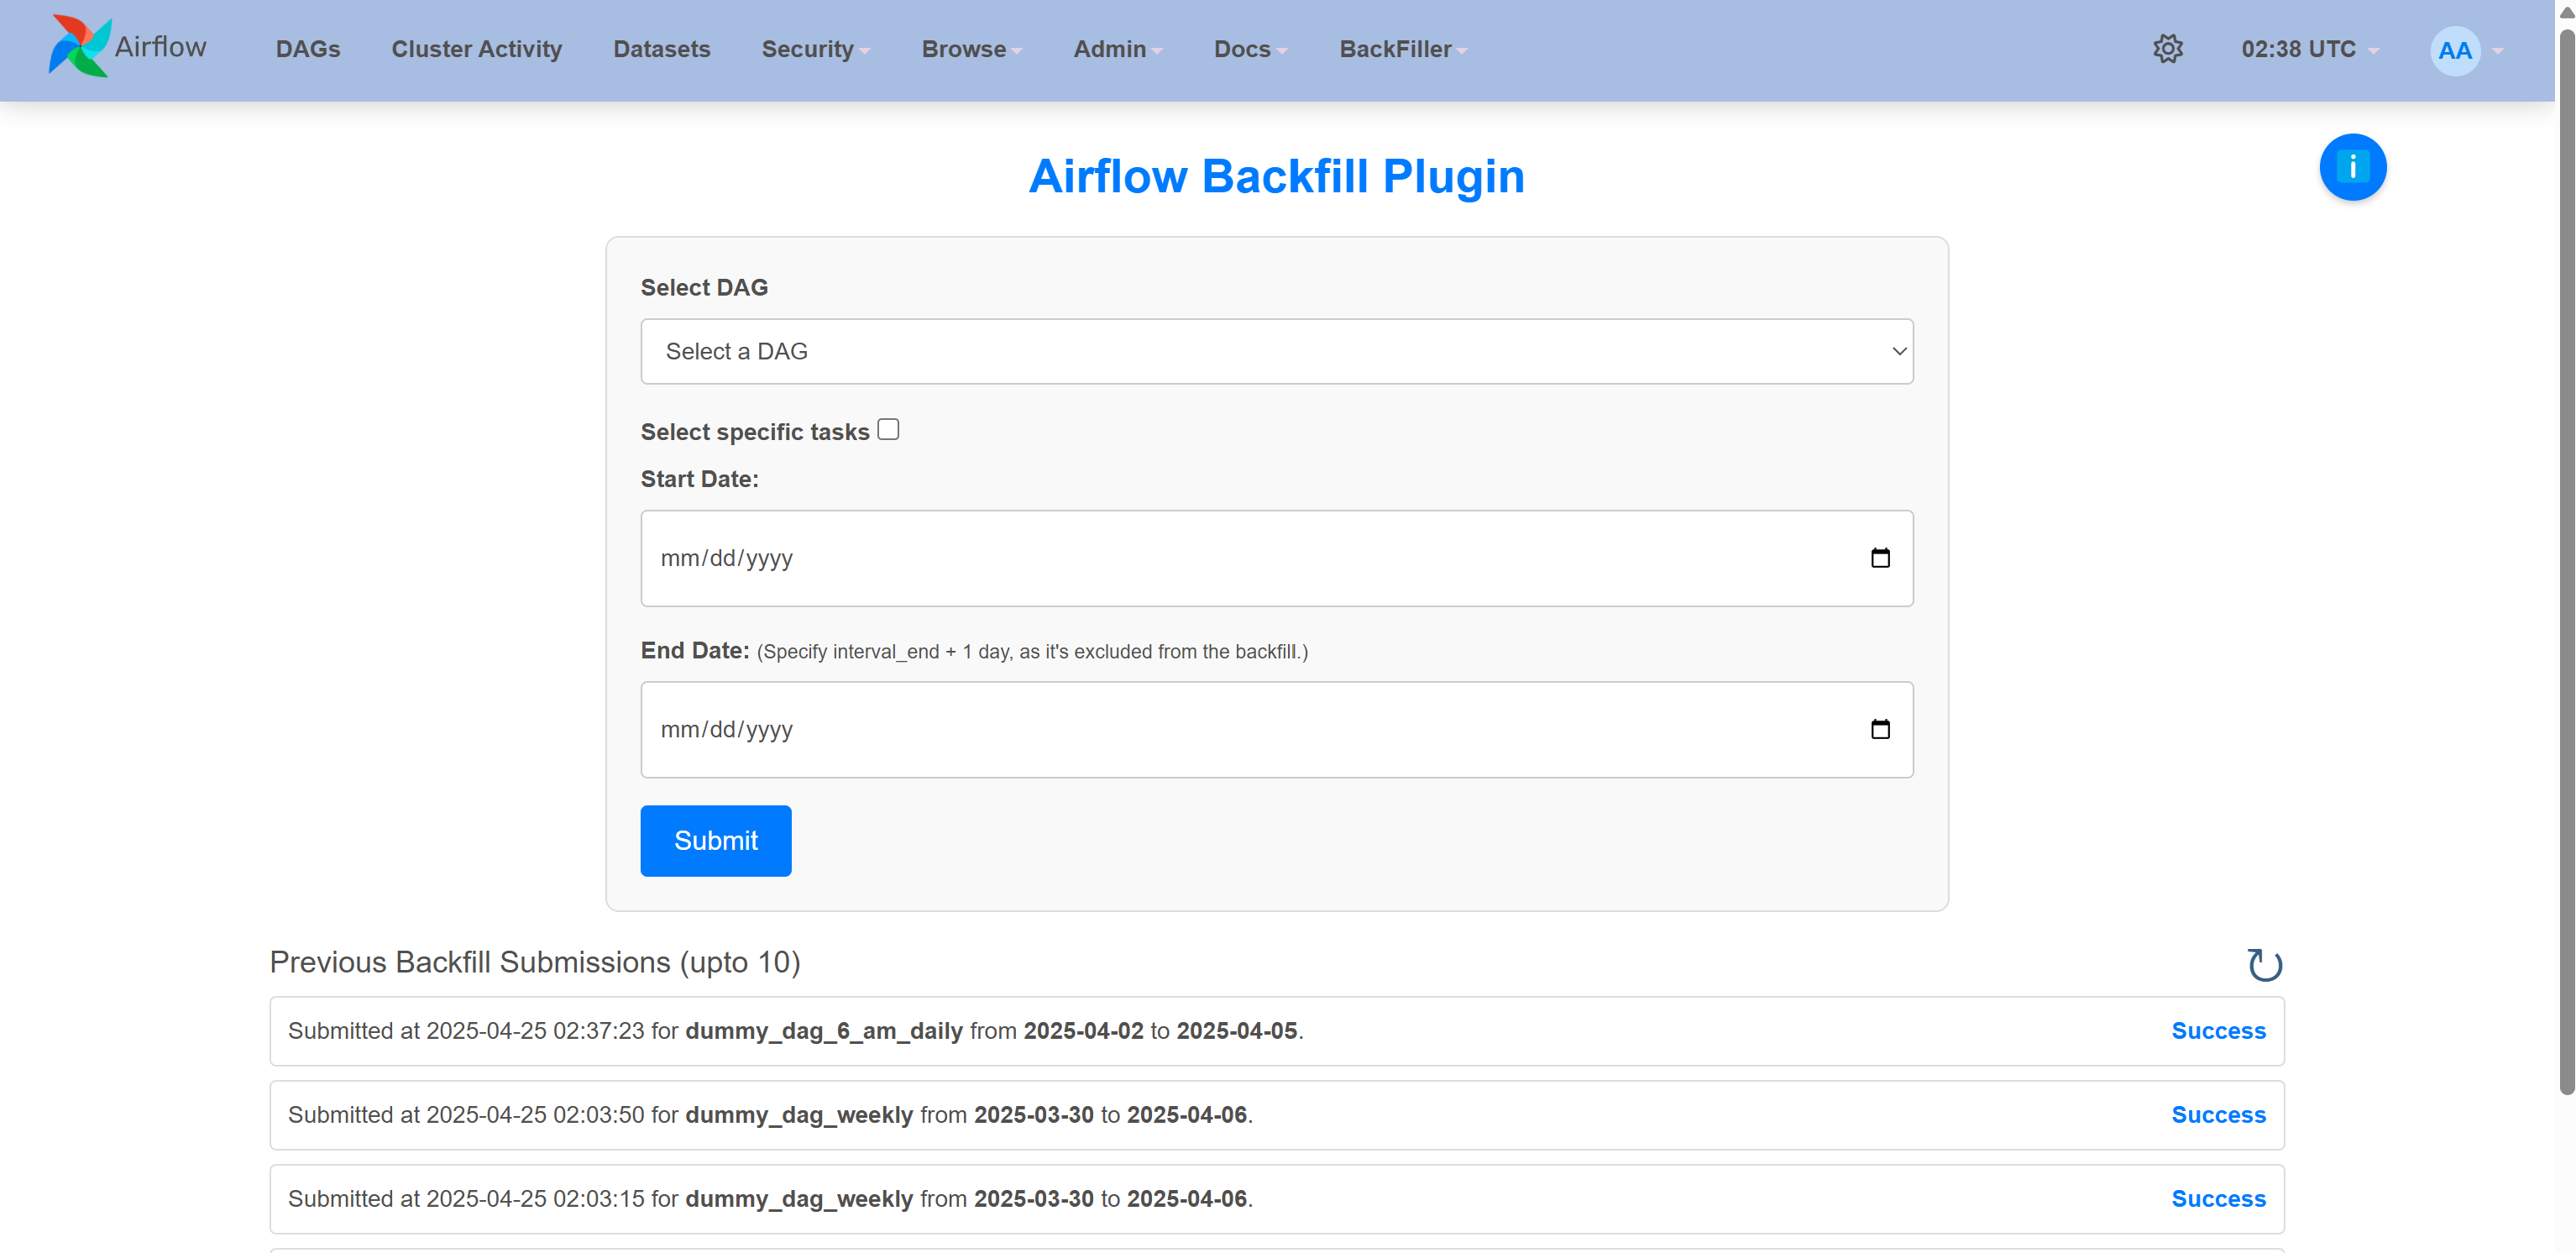 Airflow DAGs Cluster Activity Datasets Security Browse Admin Docs BackFiller 02:38 UTC AA
Airflow Backfill Plugin
i
Select DAG
Select a DAG
Select specific tasks
Start Date:
mm/dd/yyyy
End Date: (Specify interval_end + 1 day, as it's excluded from the backfill.)
mm/dd/yyyy
Submit
Previous Backfill Submissions (upto 10)
Submitted at 2025-04-25 02:37:23 for dummy_dag_6_am_daily from 2025-04-02 to 2025-04-05. Success
Submitted at 2025-04-25 02:03:50 for dummy_dag_weekly from 2025-03-30 to 2025-04-06. Success
Submitted at 2025-04-25 02:03:15 for dummy_dag_weekly from 2025-03-30 to 2025-04-06. Success